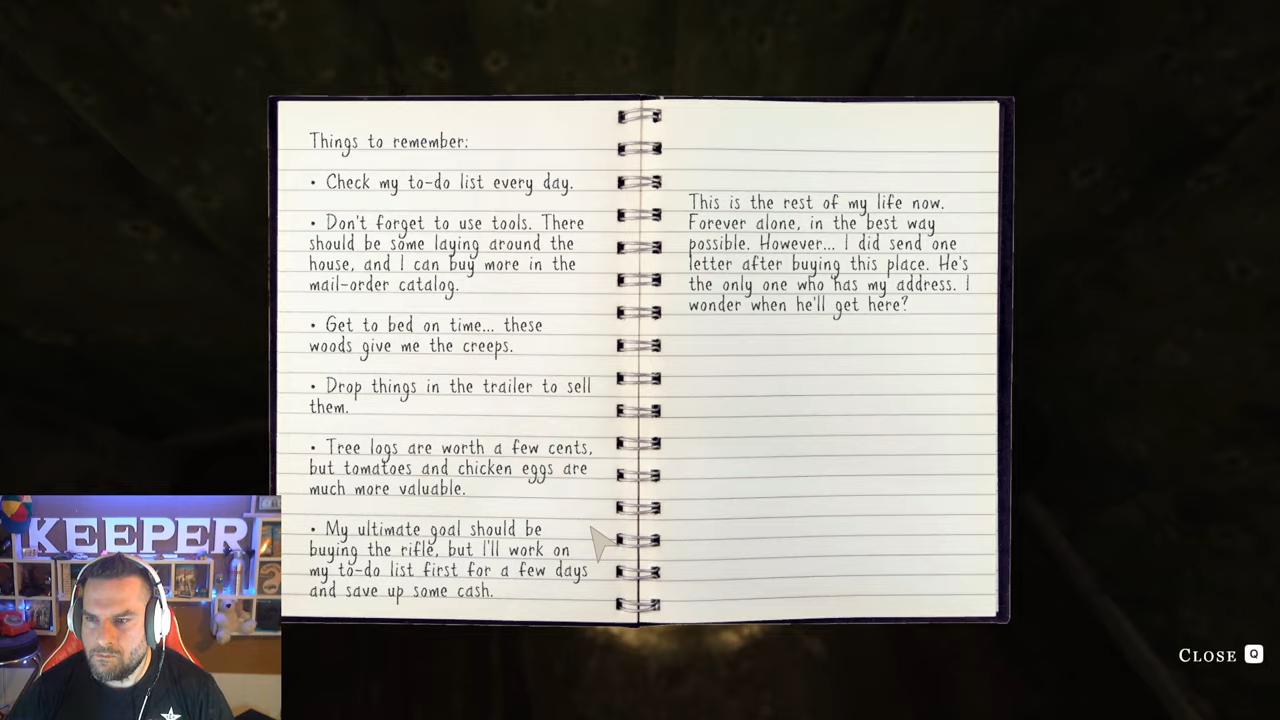 Things to remember:
• Check my to-do list every day.
• Don't forget to use tools. There
should be some laying around the
house, and I can buy more in the
mail-order catalog.
• Get to bed on time... these
woods give me the creeps.
• Drop things in the trailer to sell
them.
• Tree logs are worth a few cents,
but tomatoes and chicken eggs are
much more valuable.
• My ultimate goal should be
buying the rifle, but I'll work on
my to-do list first for a few days
and save up some cash.
This is the rest of my life now.
Forever alone, in the best way
possible. However... I did send one
letter after buying this place. He's
the only one who has my address. I
wonder when he'll get here?
KEEPER
CLOSE Q